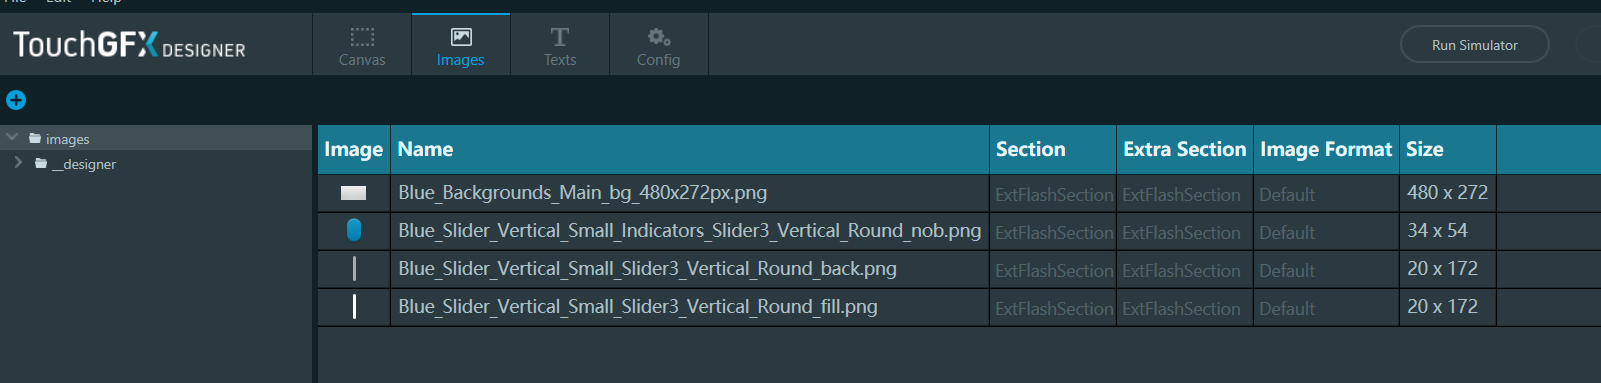 File Edit Help
TouchGFX DESIGNER
Canvas Images Texts Config
Run Simulator
images
__designer
Image Name Section Extra Section Image Format Size
Blue_Backgrounds_Main_bg_480x272px.png ExtFlashSection ExtFlashSection Default 480 x 272
Blue_Slider_Vertical_Small_Indicators_Slider3_Vertical_Round_nob.png ExtFlashSection ExtFlashSection Default 34 x 54
Blue_Slider_Vertical_Small_Slider3_Vertical_Round_back.png ExtFlashSection ExtFlashSection Default 20 x 172
Blue_Slider_Vertical_Small_Slider3_Vertical_Round_fill.png ExtFlashSection ExtFlashSection Default 20 x 172